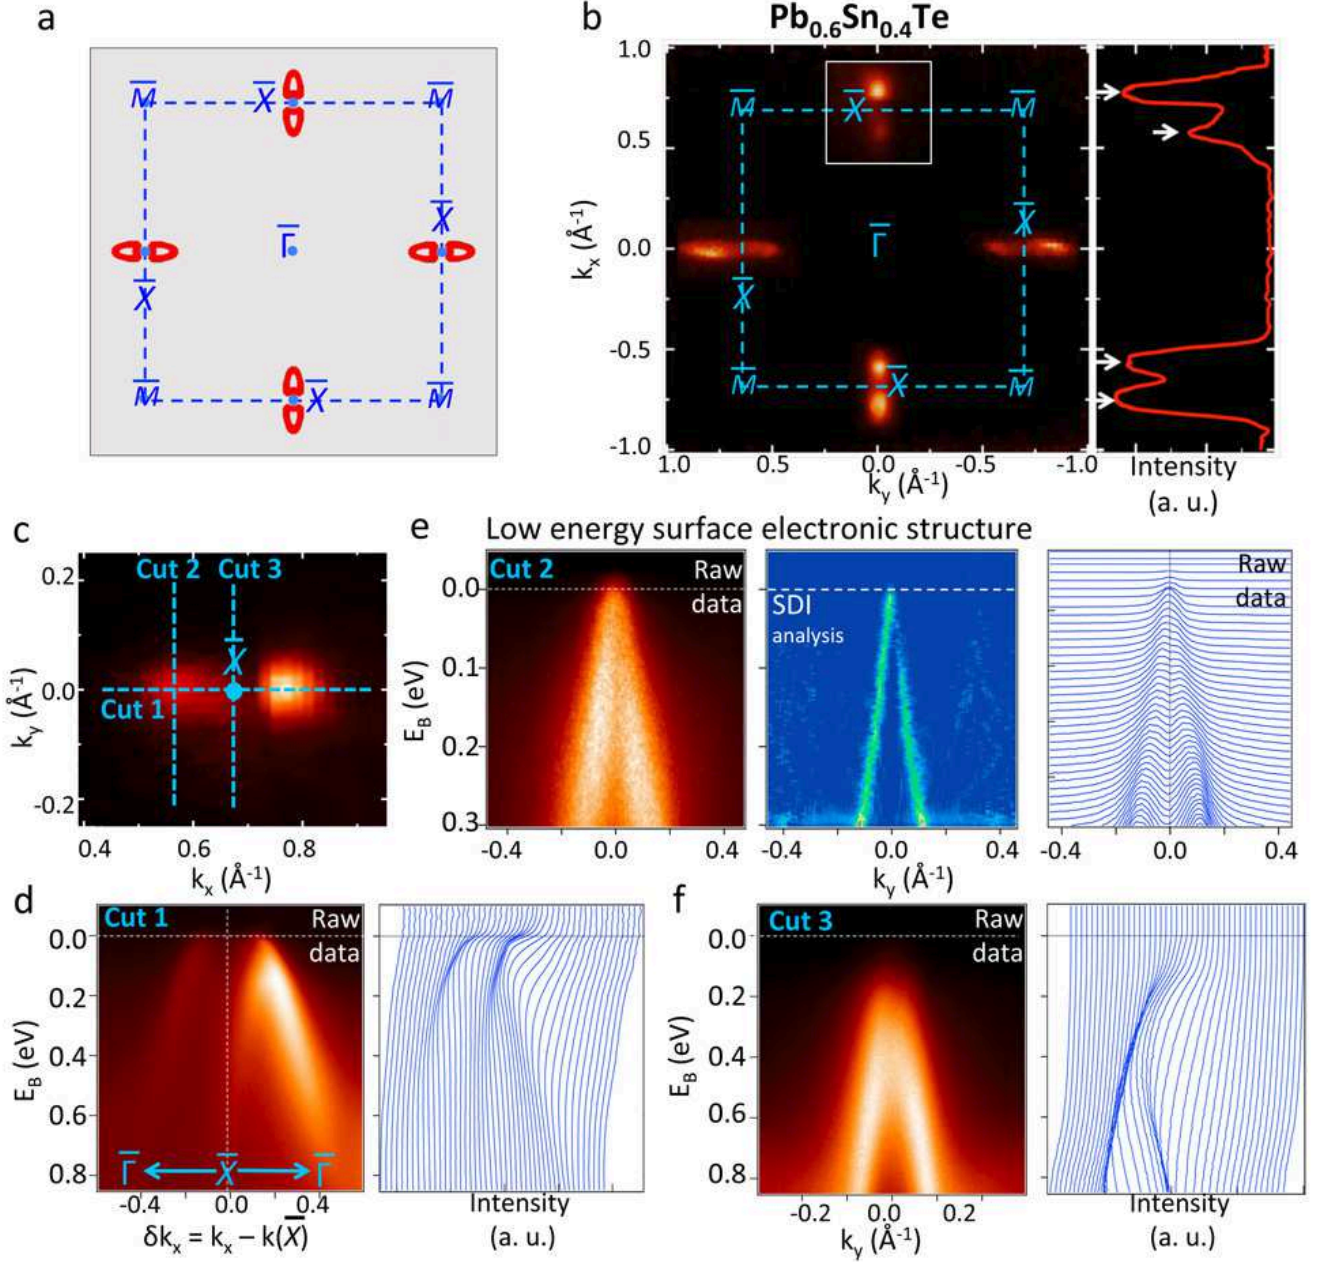 a
M̅ X̅ M̅
X̅
Γ̅
X̅
M̅ X̅ M̅
b
Pb0.6Sn0.4Te
1.0
0.5
0.0
-0.5
-1.0
kx (Å-1)
M̅ X̅ M̅
X̅
Γ̅
X̅
M̅ X̅ M̅
1.0 0.5 0.0 -0.5 -1.0
ky (Å-1)
Intensity
(a. u.)
c
Cut 2 Cut 3
X̅
Cut 1
0.2
0.0
-0.2
ky (Å-1)
0.4 0.6 0.8
kx (Å-1)
e Low energy surface electronic structure
Cut 2 Raw
data
SDI
analysis
Raw
data
0.0
0.1
0.2
0.3
EB (eV)
-0.4 0.0 0.4
-0.4 0.0 0.4
-0.4 0.0 0.4
ky (Å-1)
d
Cut 1 Raw
data
0.0
0.2
0.4
0.6
0.8
EB (eV)
Γ̅ X̅ Γ̅
-0.4 0.0 0.4
δkx = kx – k(X̅)
Intensity
(a. u.)
f
Cut 3 Raw
data
0.0
0.2
0.4
0.6
0.8
EB (eV)
-0.2 0.0 0.2
ky (Å-1)
Intensity
(a. u.)